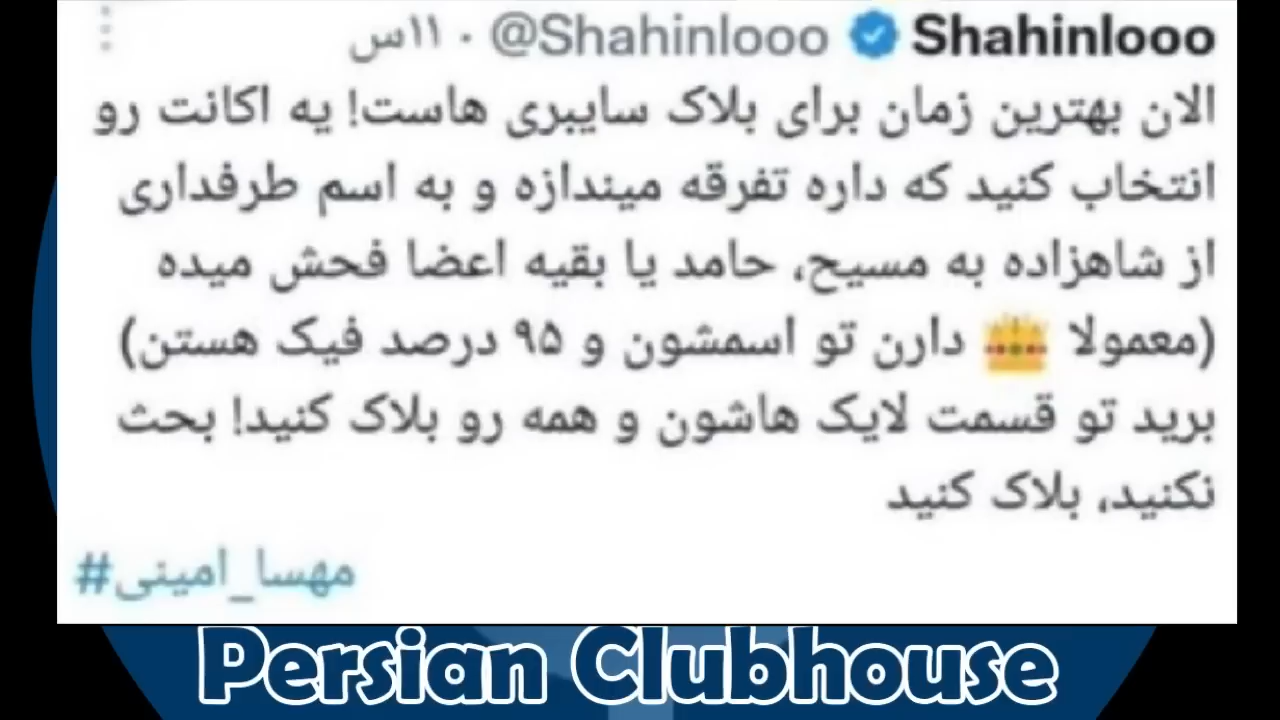 Shahinlooo @Shahinlooo · ۱۱س
الان بهترین زمان برای بلاک سایبری هاست! یه اکانت رو
انتخاب کنید که داره تفرقه میندازه و به اسم طرفداری
از شاهزاده به مسیح، حامد یا بقیه اعضا فحش میده
(معمولا 👑 دارن تو اسمشون و ۹۵ درصد فیک هستن)
برید تو قسمت لایک هاشون و همه رو بلاک کنید! بحث
نکنید، بلاک کنید
#مهسا_امینی
Persian Clubhouse